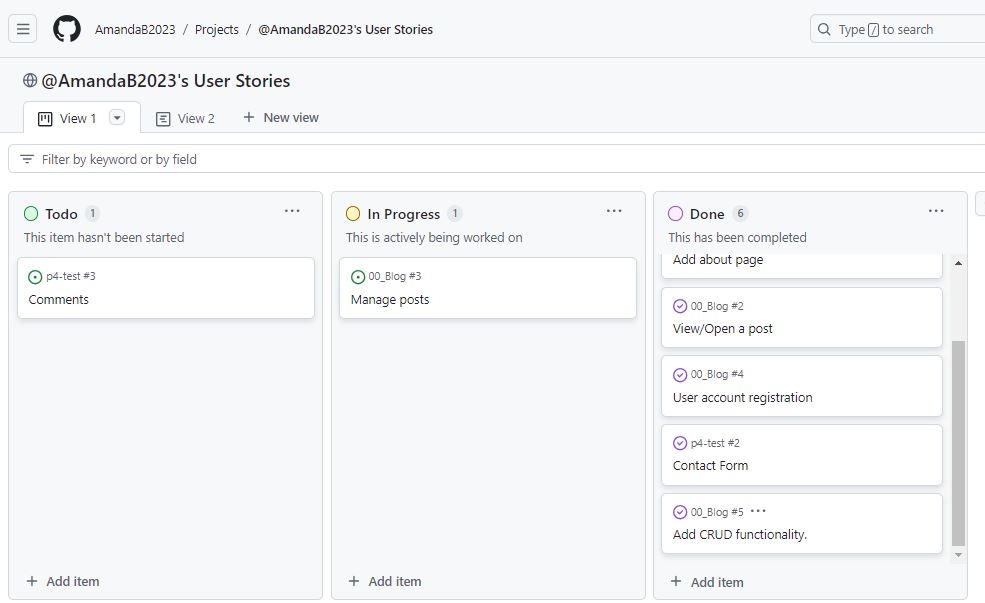 AmandaB2023 / Projects / @AmandaB2023's User Stories
Type / to search
@AmandaB2023's User Stories
View 1
View 2
+ New view
Filter by keyword or by field
Todo 1
This item hasn't been started
p4-test #3
Comments
+ Add item
In Progress 1
This is actively being worked on
00_Blog #3
Manage posts
+ Add item
Done 6
This has been completed
Add about page
00_Blog #2
View/Open a post
00_Blog #4
User account registration
p4-test #2
Contact Form
00_Blog #5 ...
Add CRUD functionality.
+ Add item